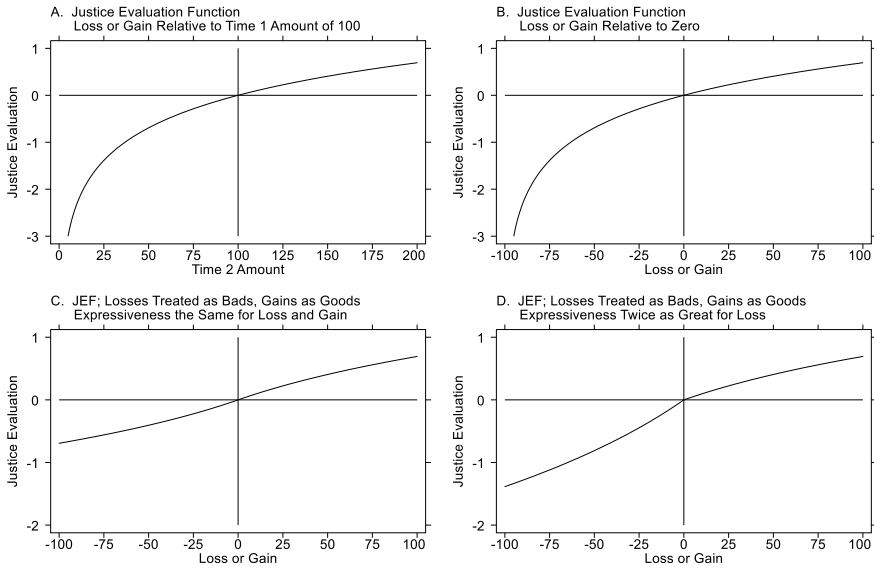 A. Justice Evaluation Function
Loss or Gain Relative to Time 1 Amount of 100
1
0
-1
-2
-3
Justice Evaluation
0 25 50 75 100 125 150 175 200
Time 2 Amount
B. Justice Evaluation Function
Loss or Gain Relative to Zero
1
0
-1
-2
-3
Justice Evaluation
-100 -75 -50 -25 0 25 50 75 100
Loss or Gain
C. JEF; Losses Treated as Bads, Gains as Goods
Expressiveness the Same for Loss and Gain
1
0
-1
-2
Justice Evaluation
-100 -75 -50 -25 0 25 50 75 100
Loss or Gain
D. JEF; Losses Treated as Bads, Gains as Goods
Expressiveness Twice as Great for Loss
1
0
-1
-2
Justice Evaluation
-100 -75 -50 -25 0 25 50 75 100
Loss or Gain